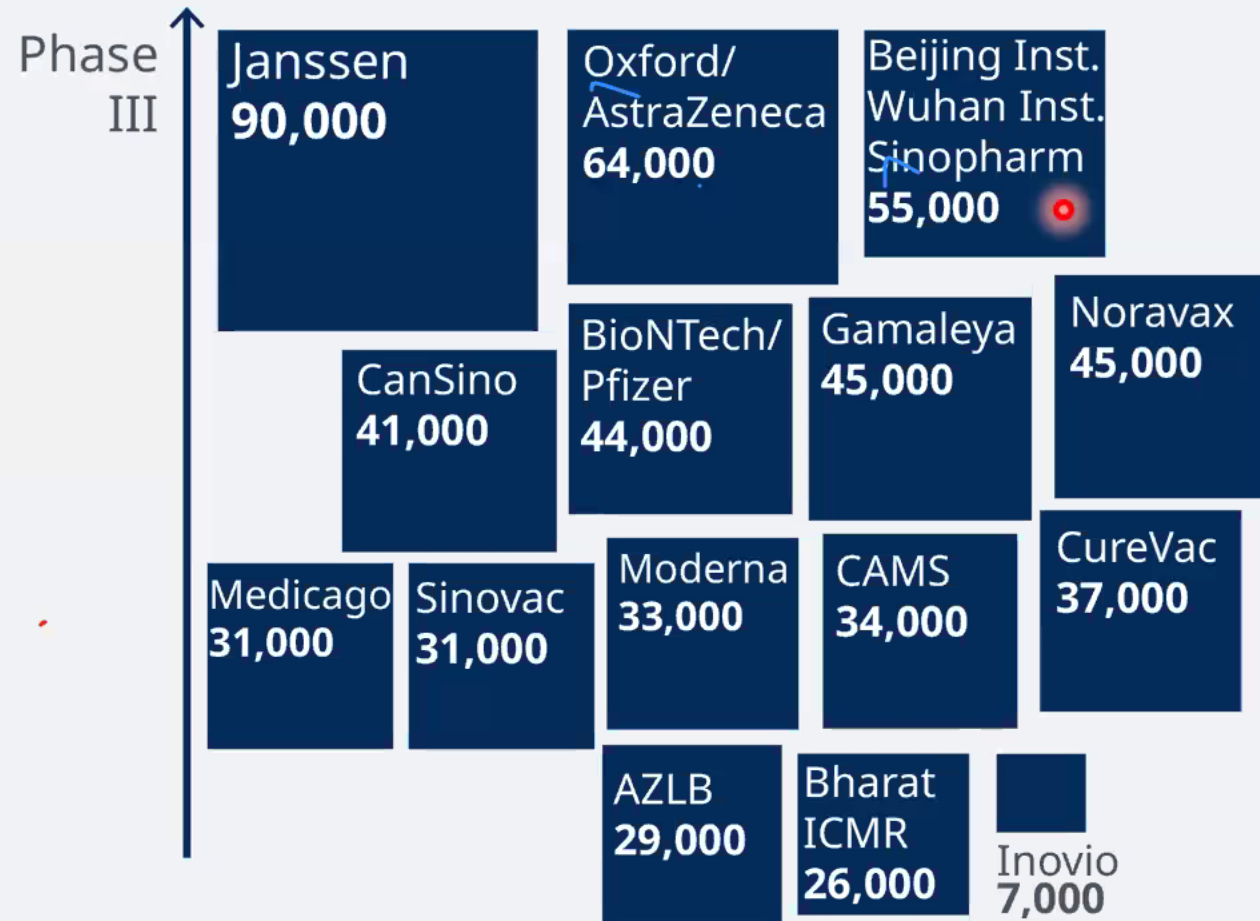 Phase
III
Janssen
90,000
Oxford/
AstraZeneca
64,000
Beijing Inst.
Wuhan Inst.
Sinopharm
55,000
CanSino
41,000
BioNTech/
Pfizer
44,000
Gamaleya
45,000
Noravax
45,000
Medicago
31,000
Sinovac
31,000
Moderna
33,000
CAMS
34,000
CureVac
37,000
AZLB
29,000
Bharat
ICMR
26,000
Inovio
7,000